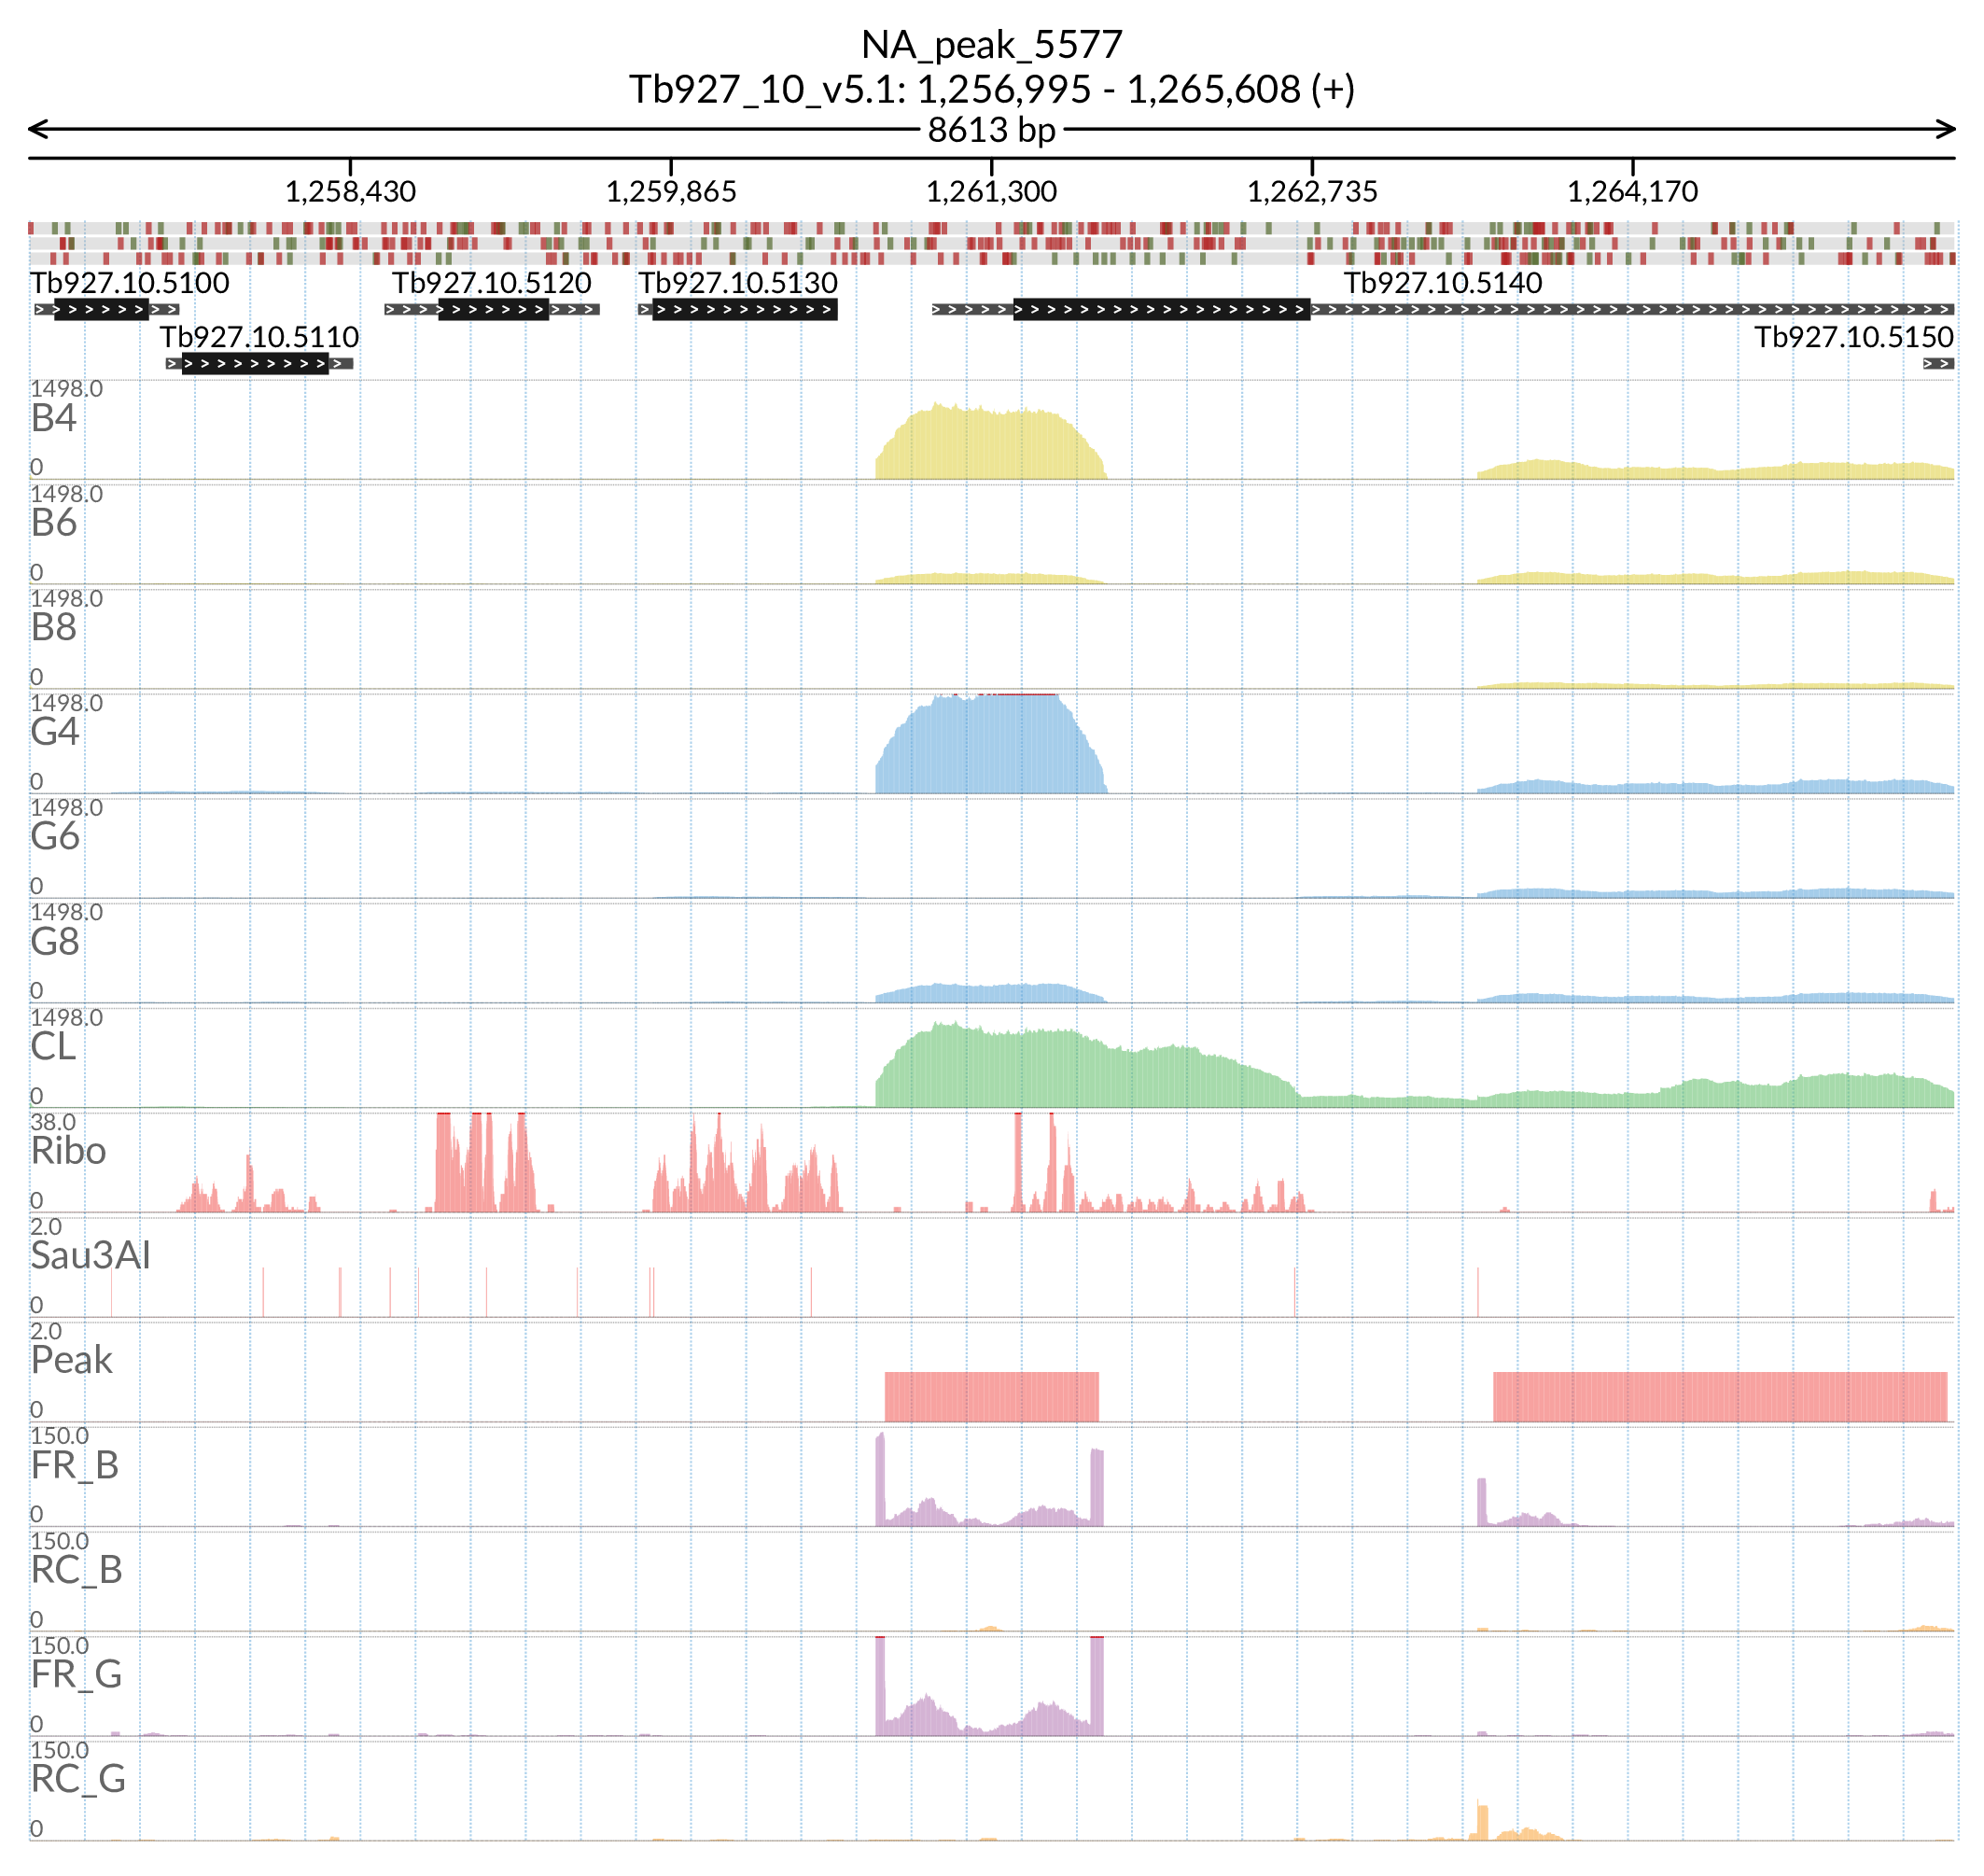 NA_peak_5577
Tb927_10_v5.1: 1,256,995 - 1,265,608 (+)
8613 bp
1,258,430 1,259,865 1,261,300 1,262,735 1,264,170
Tb927.10.5100 Tb927.10.5120 Tb927.10.5130 Tb927.10.5140
Tb927.10.5110 Tb927.10.5150
1498.0
B4
0
1498.0
B6
0
1498.0
B8
0
1498.0
G4
0
1498.0
G6
0
1498.0
G8
0
1498.0
CL
0
38.0
Ribo
0
2.0
Sau3AI
0
2.0
Peak
0
150.0
FR_B
0
150.0
RC_B
0
150.0
FR_G
0
150.0
RC_G
0